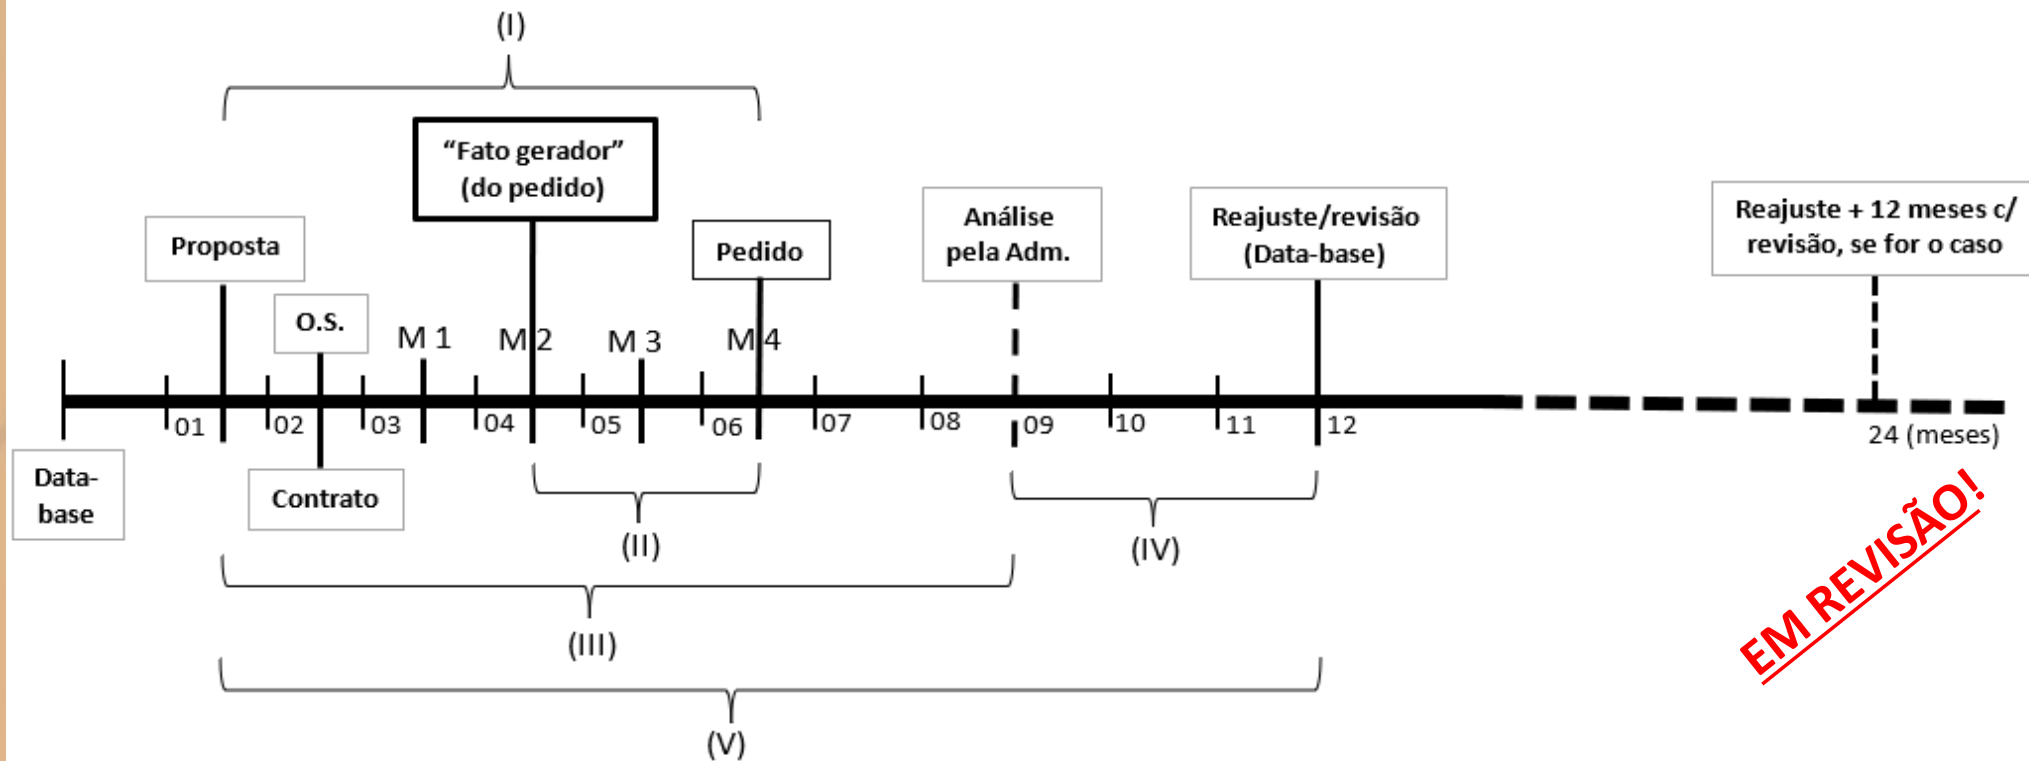 (I)
“Fato gerador”
(do pedido)
Proposta
O.S.
Pedido
Análise
pela Adm.
Reajuste/revisão
(Data-base)
Reajuste + 12 meses c/
revisão, se for o caso
M 1
M 2
M 3
M 4
01
02
03
04
05
06
07
08
09
10
11
12
24 (meses)
Data-
base
Contrato
(II)
(IV)
(III)
(V)
EM REVISÃO!